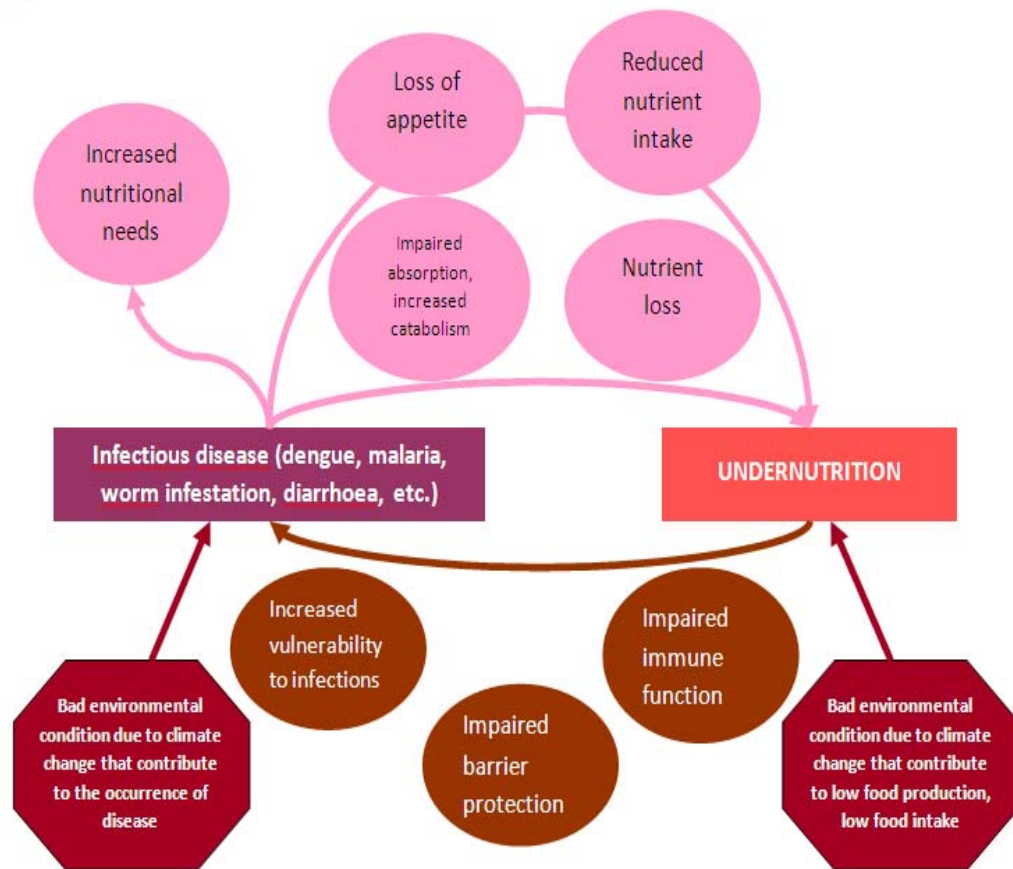 Loss of
appetite
Reduced
nutrient
intake
Increased
nutritional
needs
Impaired
absorption,
increased
catabolism
Nutrient
loss
Infectious disease (dengue, malaria,
worm infestation, diarrhoea, etc.)
UNDERNUTRITION
Increased
vulnerability
to infections
Impaired
immune
function
Impaired
barrier
protection
Bad environmental
condition due to climate
change that contribute
to the occurrence of
disease
Bad environmental
condition due to climate
change that contribute
to low food production,
low food intake